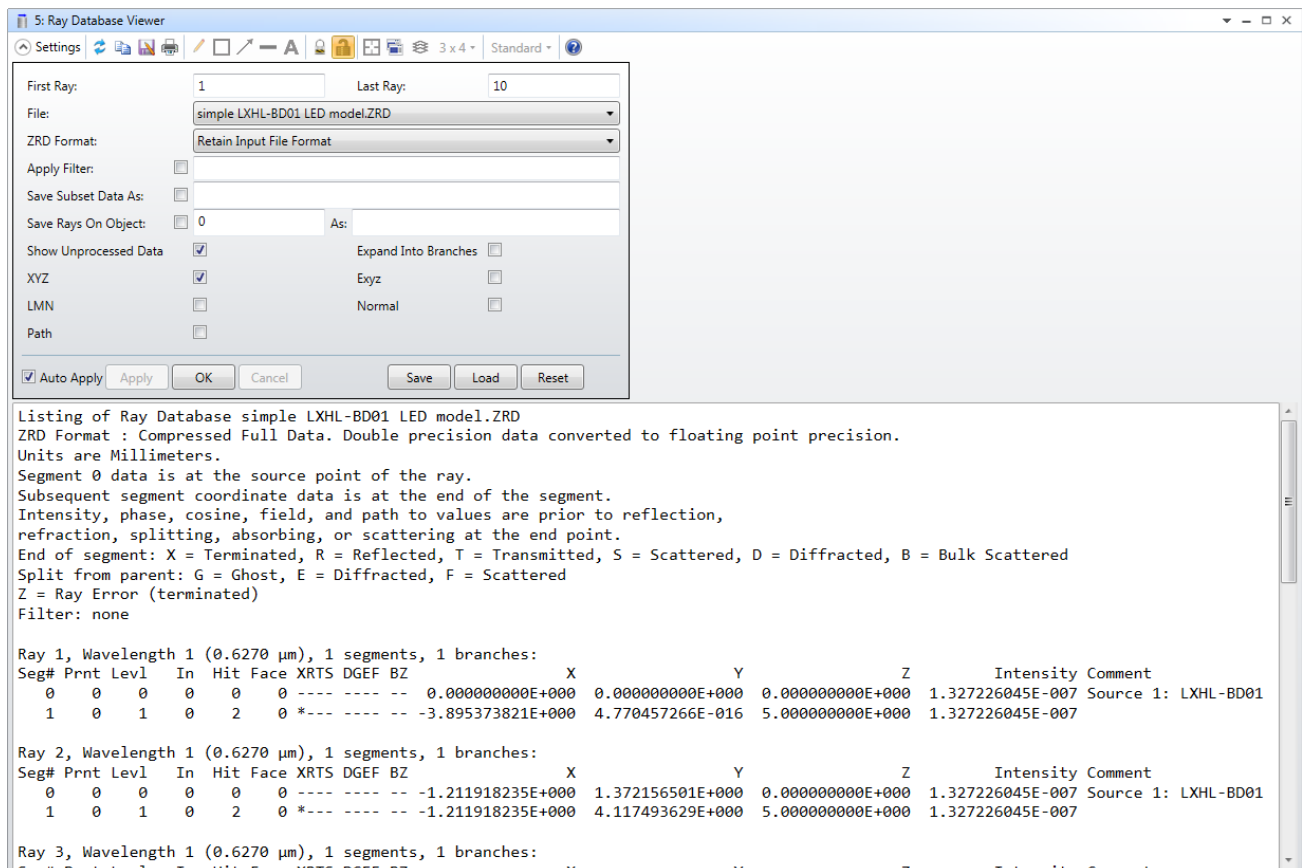 5: Ray Database Viewer
Settings 3 x 4 Standard
First Ray: 1 Last Ray: 10
File: simple LXHL-BD01 LED model.ZRD
ZRD Format: Retain Input File Format
Apply Filter:
Save Subset Data As:
Save Rays On Object: 0 As:
Show Unprocessed Data Expand Into Branches
XYZ Exyz
LMN Normal
Path
Auto Apply Apply OK Cancel Save Load Reset
Listing of Ray Database simple LXHL-BD01 LED model.ZRD
ZRD Format : Compressed Full Data. Double precision data converted to floating point precision.
Units are Millimeters.
Segment 0 data is at the source point of the ray.
Subsequent segment coordinate data is at the end of the segment.
Intensity, phase, cosine, field, and path to values are prior to reflection,
refraction, splitting, absorbing, or scattering at the end point.
End of segment: X = Terminated, R = Reflected, T = Transmitted, S = Scattered, D = Diffracted, B = Bulk Scattered
Split from parent: G = Ghost, E = Diffracted, F = Scattered
Z = Ray Error (terminated)
Filter: none
Ray 1, Wavelength 1 (0.6270 µm), 1 segments, 1 branches:
Seg# Prnt Levl In Hit Face XRTS DGEF BZ X Y Z Intensity Comment
0 0 0 0 0 0 ---- ---- -- 0.000000000E+000 0.000000000E+000 0.000000000E+000 1.327226045E-007 Source 1: LXHL-BD01
1 0 1 0 2 0 *--- ---- -- -3.895373821E+000 4.770457266E-016 5.000000000E+000 1.327226045E-007
Ray 2, Wavelength 1 (0.6270 µm), 1 segments, 1 branches:
Seg# Prnt Levl In Hit Face XRTS DGEF BZ X Y Z Intensity Comment
0 0 0 0 0 0 ---- ---- -- -1.211918235E+000 1.372156501E+000 0.000000000E+000 1.327226045E-007 Source 1: LXHL-BD01
1 0 1 0 2 0 *--- ---- -- -1.211918235E+000 4.117493629E+000 5.000000000E+000 1.327226045E-007
Ray 3, Wavelength 1 (0.6270 µm), 1 segments, 1 branches: